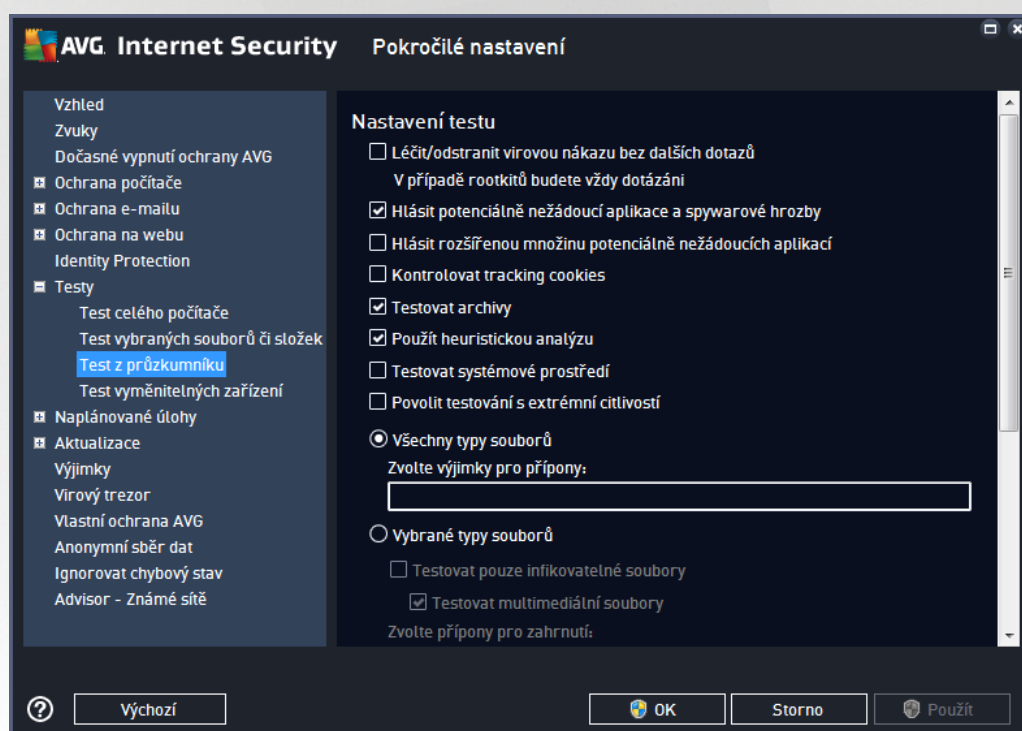 AVG. Internet Security Pokročilé nastavení
Vzhled
Zvuky
Dočasné vypnutí ochrany AVG
Ochrana počítače
Ochrana e-mailu
Ochrana na webu
Identity Protection
Testy
Test celého počítače
Test vybraných souborů či složek
Test z průzkumníku
Test vyměnitelných zařízení
Naplánované úlohy
Aktualizace
Výjimky
Virový trezor
Vlastní ochrana AVG
Anonymní sběr dat
Ignorovat chybový stav
Advisor - Známé sítě
Nastavení testu
Léčit/odstranit virovou nákazu bez dalších dotazů
V případě rootkitů budete vždy dotázáni
Hlásit potenciálně nežádoucí aplikace a spywarové hrozby
Hlásit rozšířenou množinu potenciálně nežádoucích aplikací
Kontrolovat tracking cookies
Testovat archivy
Použít heuristickou analýzu
Testovat systémové prostředí
Povolit testování s extrémní citlivostí
Všechny typy souborů
Zvolte výjimky pro přípony:
Vybrané typy souborů
Testovat pouze infikovatelné soubory
Testovat multimediální soubory
Zvolte přípony pro zahrnutí:
? Výchozí OK Storno Použít